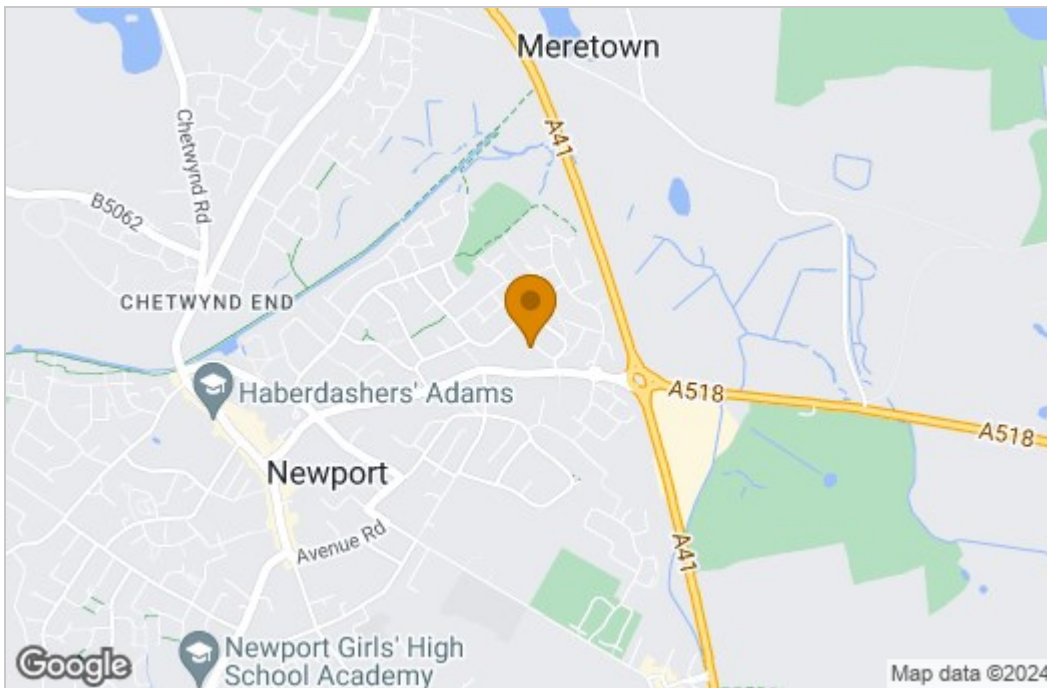 Meretown
Chetwynd Rd
A41
B5062
CHETWYND END
Haberdashers' Adams
A518
A518
Newport
Avenue Rd
A41
Newport Girls' High
School Academy
Google
Map data ©2024